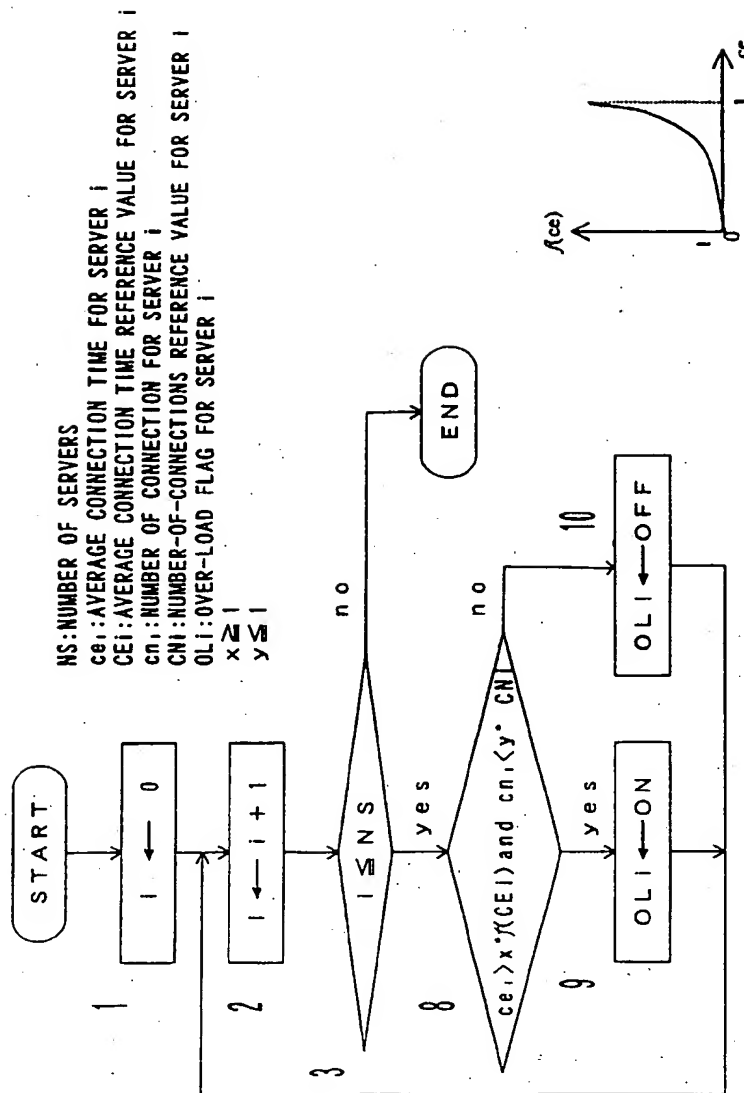 NS:NUMBER OF SERVERS
cei:AVERAGE CONNECTION TIME FOR SERVER i
CEi:AVERAGE CONNECTION TIME REFERENCE VALUE FOR SERVER i
cni:NUMBER OF CONNECTION FOR SERVER i
CNi:NUMBER-OF-CONNECTIONS REFERENCE VALUE FOR SERVER i
OLi:OVER-LOAD FLAG FOR SERVER i
x ≧ 1
y ≦ 1
START
1
i ← 0
2
i ← i + 1
3
i ≦ NS
no
END
yes
8
cei>x*f(CEi) and cni<y* CNi
no
yes
9
OLi←ON
10
OLi←OFF
f(ce)
1
0
1
ce